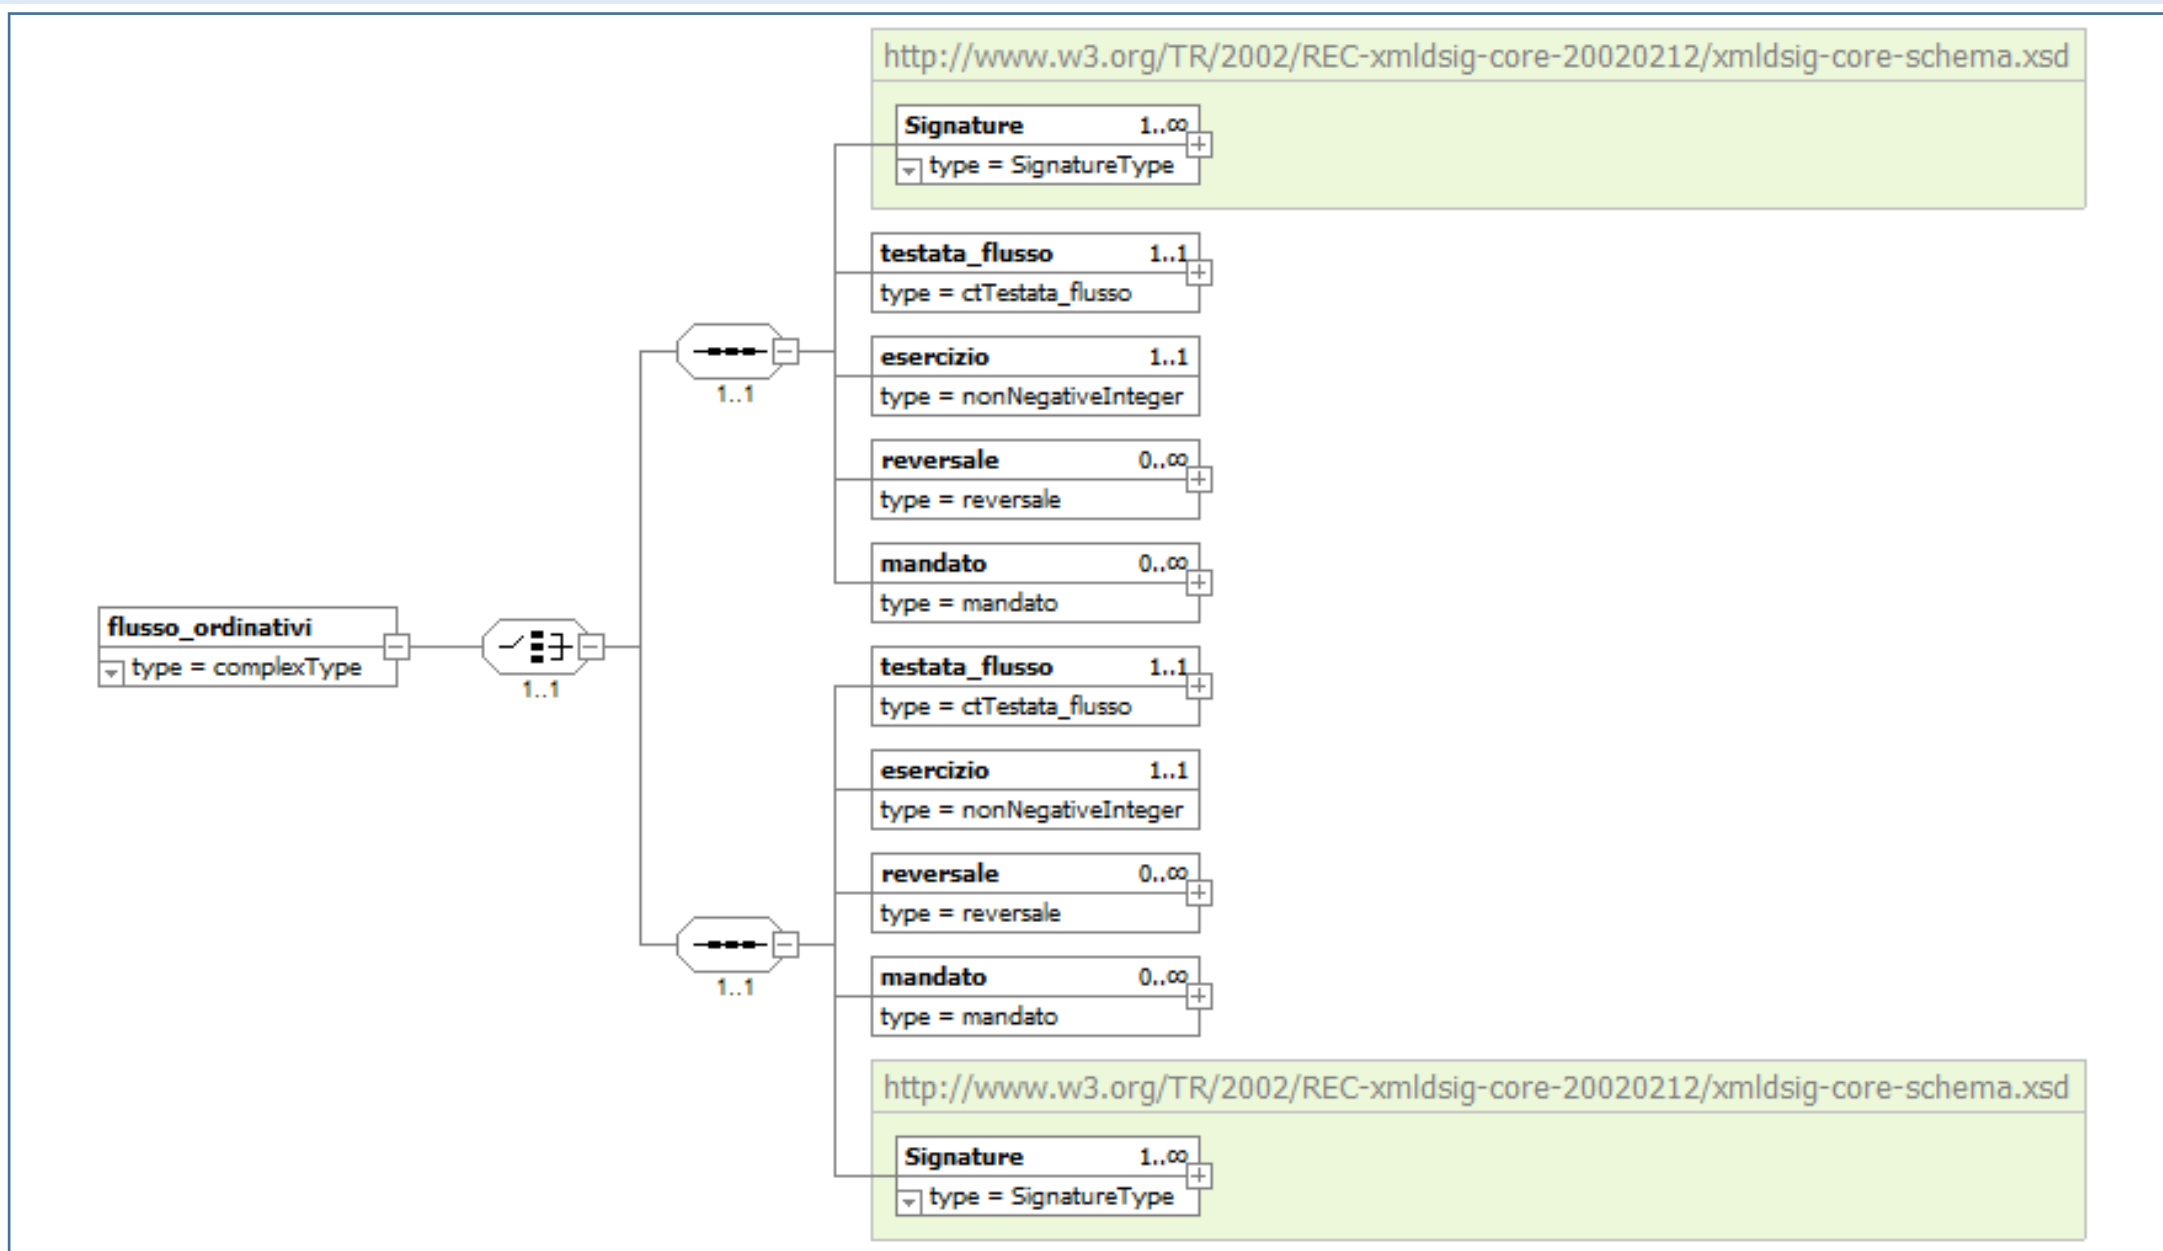 http://www.w3.org/TR/2002/REC-xmldsig-core-20020212/xmldsig-core-schema.xsd
Signature 1..∞
type = SignatureType
testata_flusso 1..1
type = ctTestata_flusso
esercizio 1..1
type = nonNegativeInteger
1..1
reversale 0..∞
type = reversale
mandato 0..∞
type = mandato
flusso_ordinativi
type = complexType
1..1
testata_flusso 1..1
type = ctTestata_flusso
esercizio 1..1
type = nonNegativeInteger
reversale 0..∞
type = reversale
1..1
mandato 0..∞
type = mandato
http://www.w3.org/TR/2002/REC-xmldsig-core-20020212/xmldsig-core-schema.xsd
Signature 1..∞
type = SignatureType